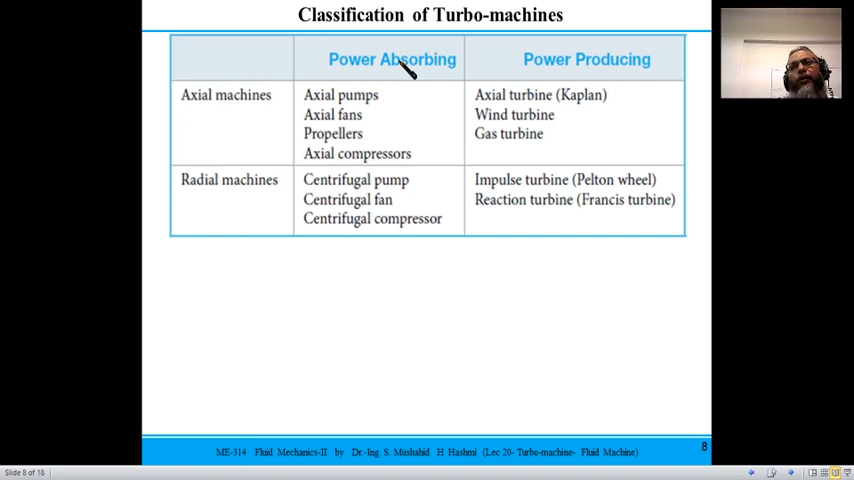 Classification of Turbo-machines
Power Absorbing Power Producing
Axial machines Axial pumps Axial turbine (Kaplan)
Axial fans Wind turbine
Propellers Gas turbine
Axial compressors
Radial machines Centrifugal pump Impulse turbine (Pelton wheel)
Centrifugal fan Reaction turbine (Francis turbine)
Centrifugal compressor
ME-314 Fluid Mechanics-II by Dr.-Ing. S. Mushahid H Hashmi (Lec 20- Turbo-machine- Fluid Machine) 8
Slide 8 of 18